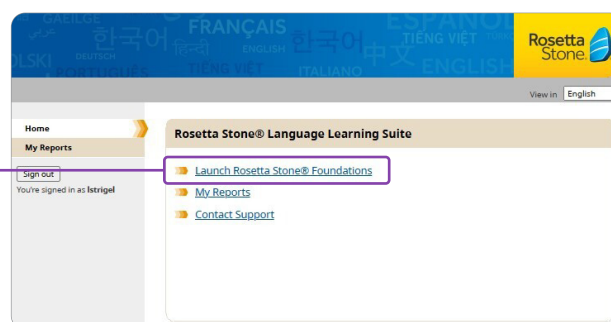 GAEILGE
عربي
한국어
FRANÇAIS
हिन्दी
ENGLISH
한국어
ESPAÑOL
TIẾNG VIỆT
中文
OLSKI
DEUTSCH
PORTUGUÊS
TIẾNG VIỆT
ITALIANO
ENGLISH
Rosetta
Stone.
View in English
Home
My Reports
Sign out
You're signed in as lstrigel
Rosetta Stone® Language Learning Suite
Launch Rosetta Stone® Foundations
My Reports
Contact Support